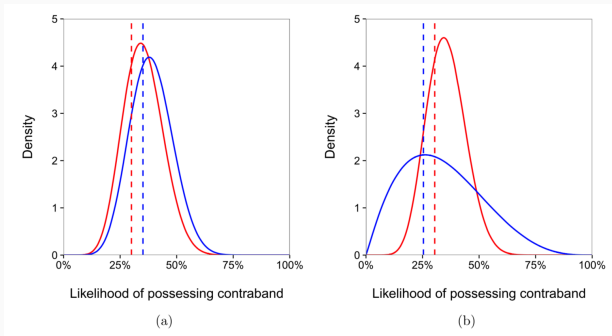 5
4
3
2
1
0
Density
0% 25% 50% 75% 100%
Likelihood of possessing contraband
(a)
5
4
3
2
1
0
Density
0% 25% 50% 75% 100%
Likelihood of possessing contraband
(b)